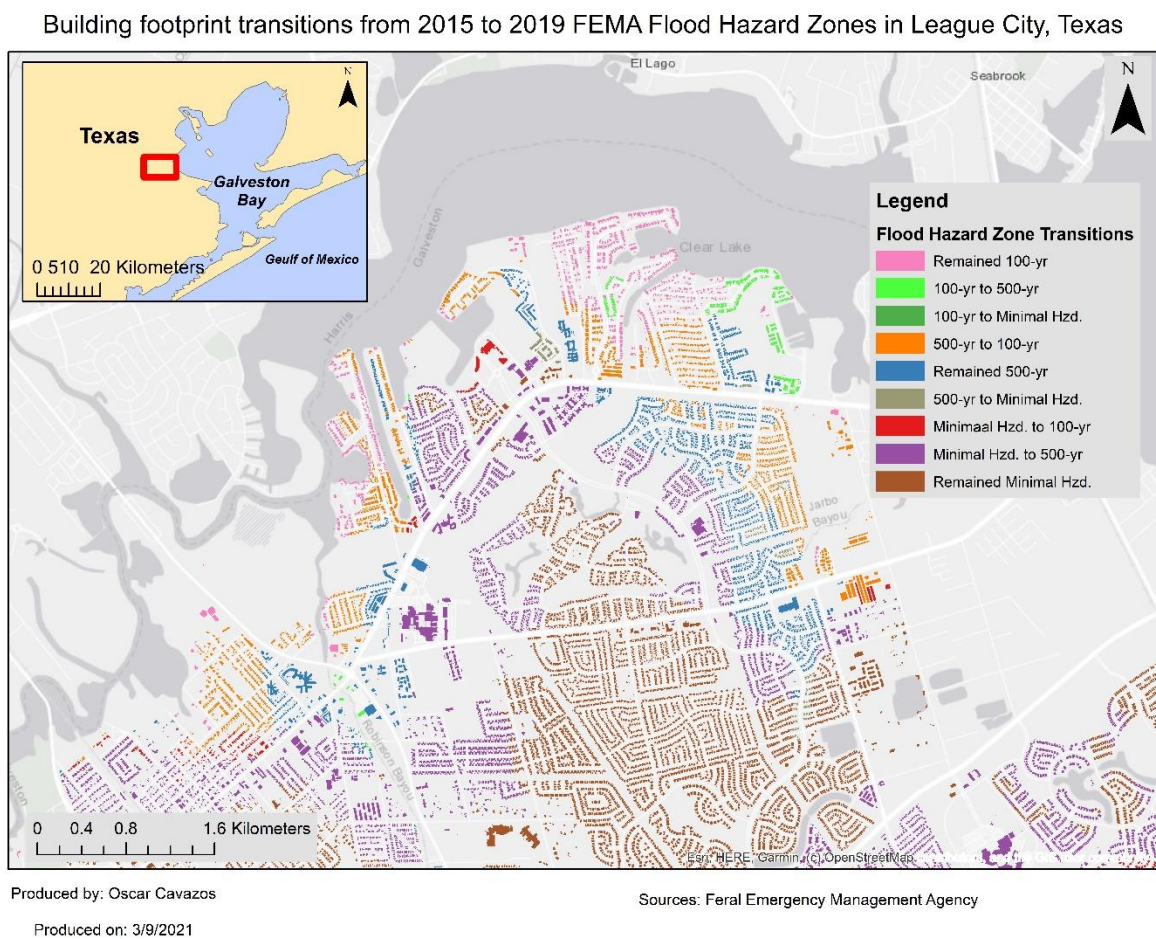 Building footprint transitions from 2015 to 2019 FEMA Flood Hazard Zones in League City, Texas
N
Texas
Galveston
Bay
Geulf of Mexico
0 510 20 Kilometers
El Lago
Seabrook
N
Galveston
Harris
Clear Lake
Legend
Flood Hazard Zone Transitions
Remained 100-yr
100-yr to 500-yr
100-yr to Minimal Hzd.
500-yr to 100-yr
Remained 500-yr
500-yr to Minimal Hzd.
Minimaal Hzd. to 100-yr
Minimal Hzd. to 500-yr
Remained Minimal Hzd.
Jarbo
Bayou
Robinson Bayou
0 0.4 0.8 1.6 Kilometers
Esri, HERE, Garmin, (c) OpenStreetMap
Produced by: Oscar Cavazos
Sources: Feral Emergency Management Agency
Produced on: 3/9/2021